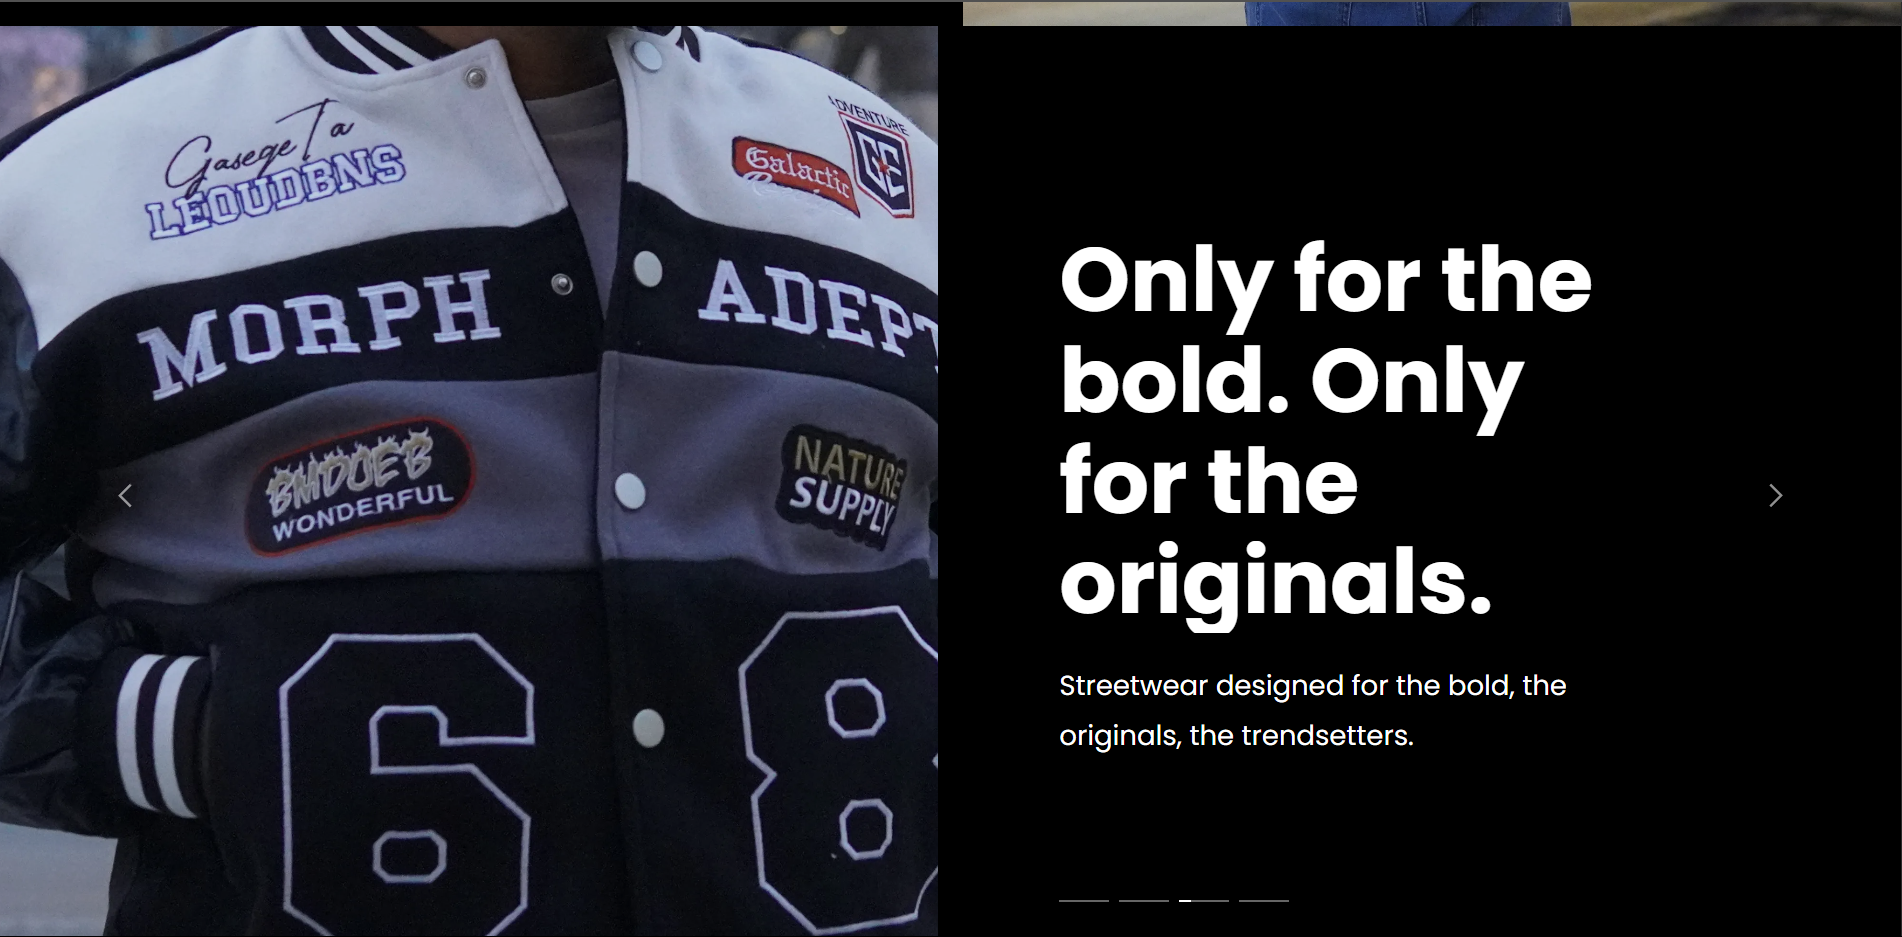 Gasege Ta
LEOUDBNS
ADVENTURE
Galactic
MORPH
ADEPT
BMDOEB
WONDERFUL
NATURE
SUPPLY
6
8
Only for the
bold. Only
for the
originals.
Streetwear designed for the bold, the
originals, the trendsetters.